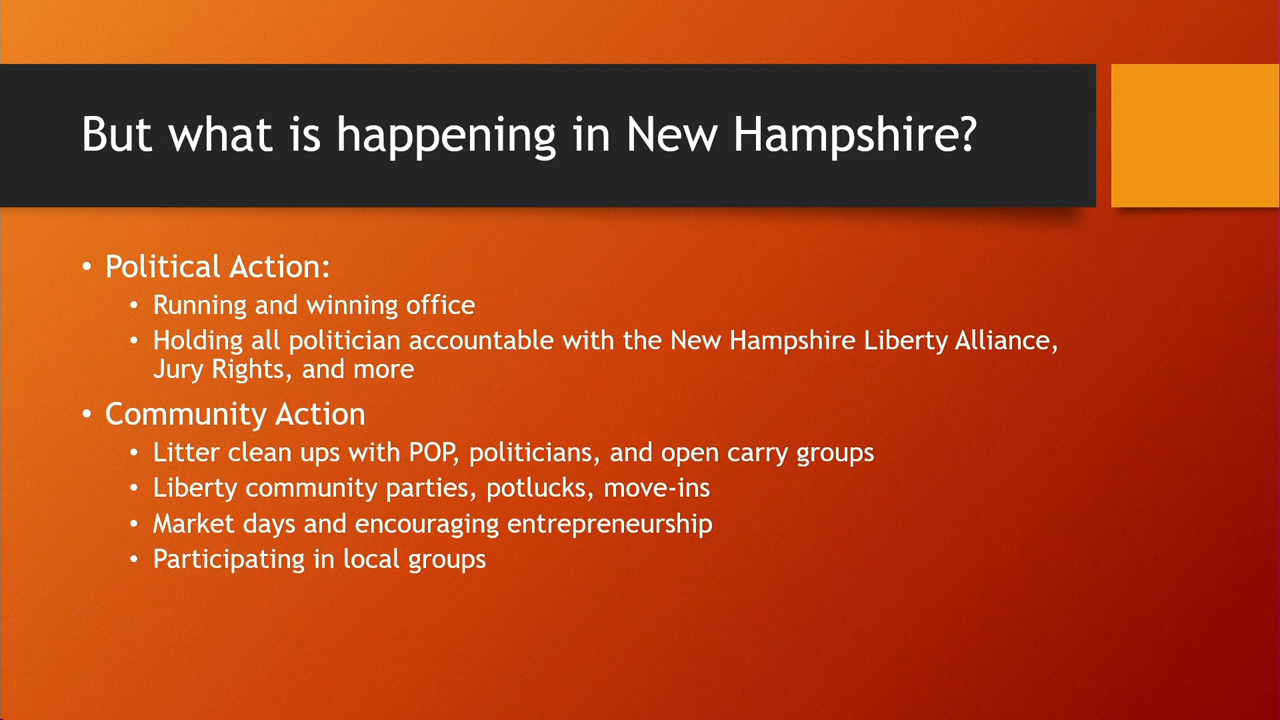 But what is happening in New Hampshire?
• Political Action:
• Running and winning office
• Holding all politician accountable with the New Hampshire Liberty Alliance,
Jury Rights, and more
• Community Action
• Litter clean ups with POP, politicians, and open carry groups
• Liberty community parties, potlucks, move-ins
• Market days and encouraging entrepreneurship
• Participating in local groups